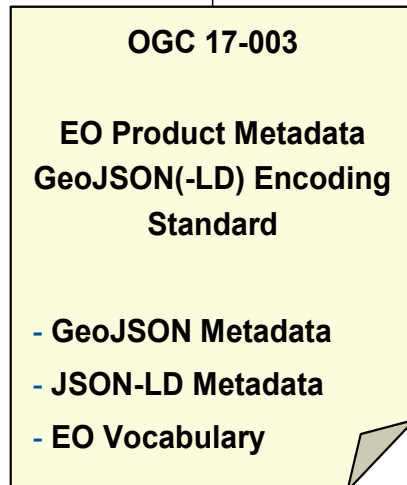 OGC 17-003
EO Product Metadata
GeoJSON(-LD) Encoding
Standard
- GeoJSON Metadata
- JSON-LD Metadata
- EO Vocabulary